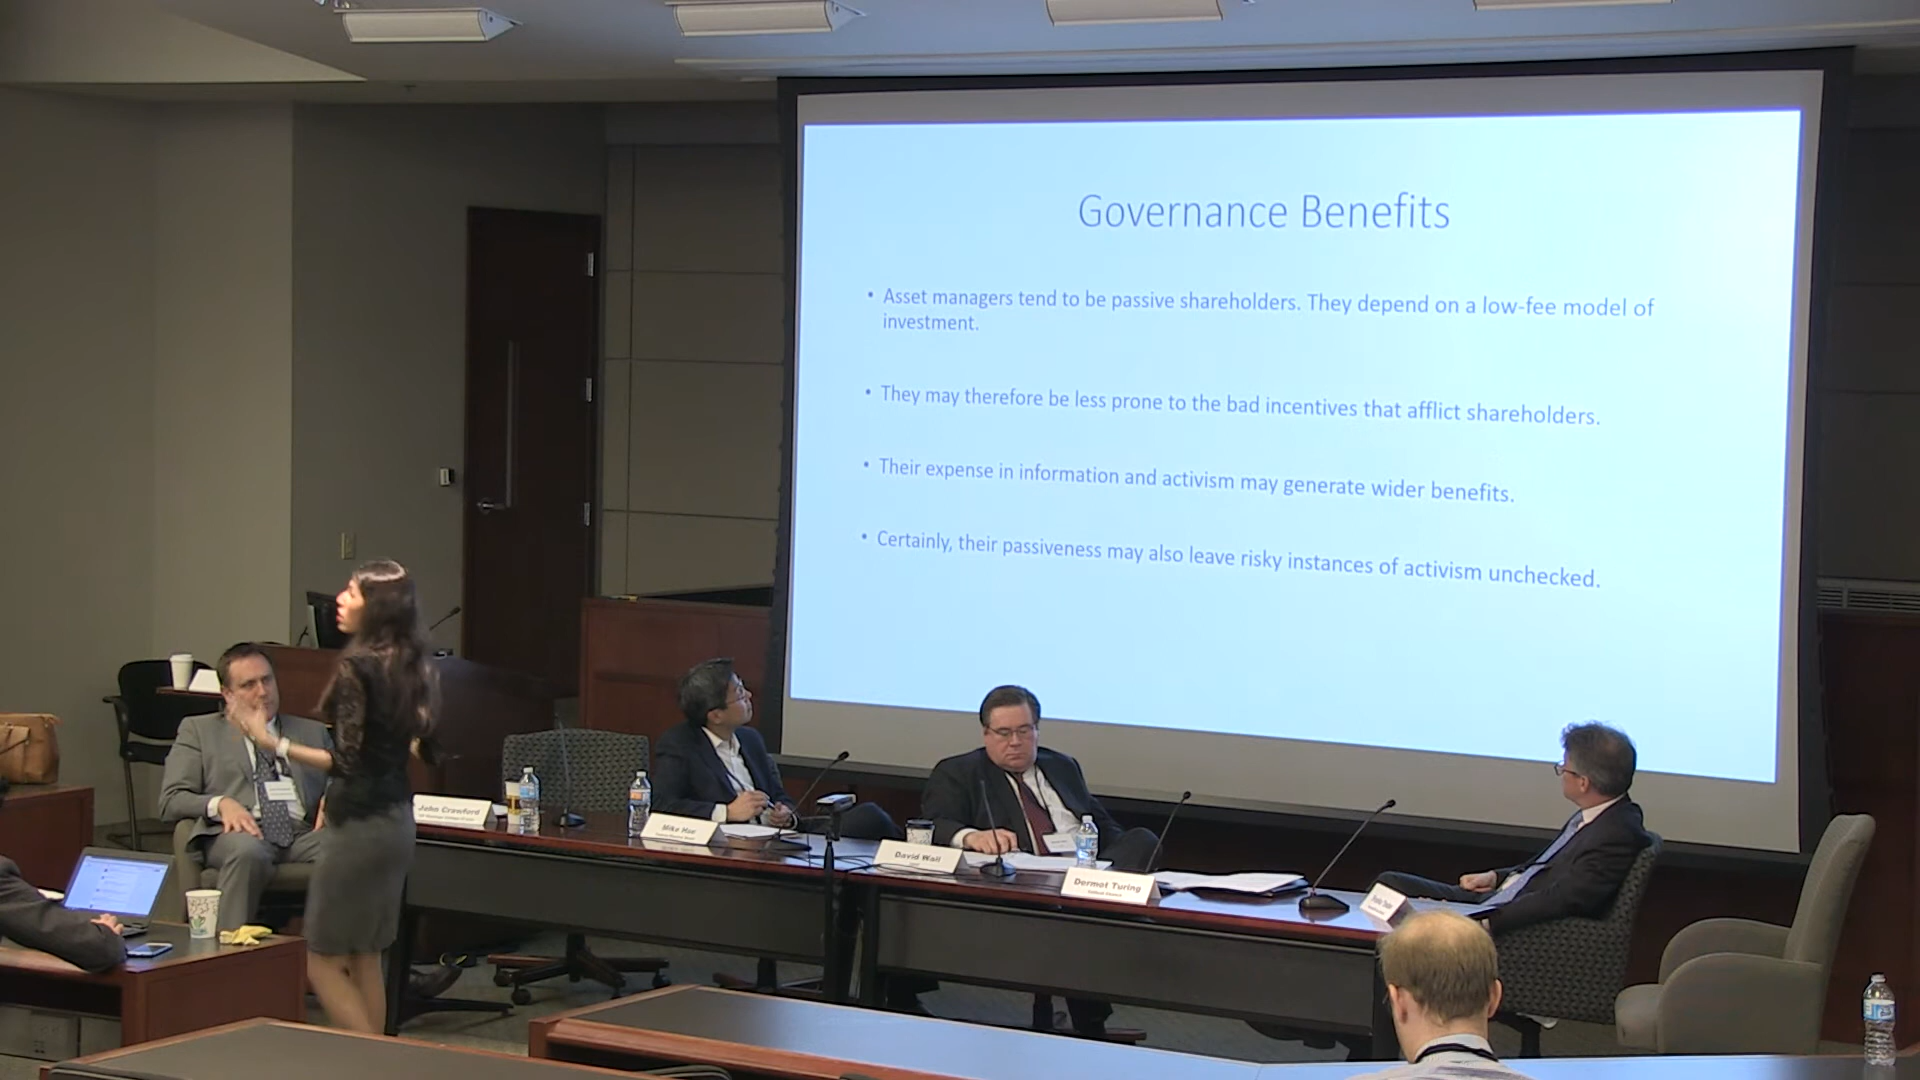 Governance Benefits
• Asset managers tend to be passive shareholders. They depend on a low-fee model of
investment.
• They may therefore be less prone to the bad incentives that afflict shareholders.
• Their expense in information and activism may generate wider benefits.
• Certainly, their passiveness may also leave risky instances of activism unchecked.
John Crawford
Mike Hsu
David Wall
Dermot Turing